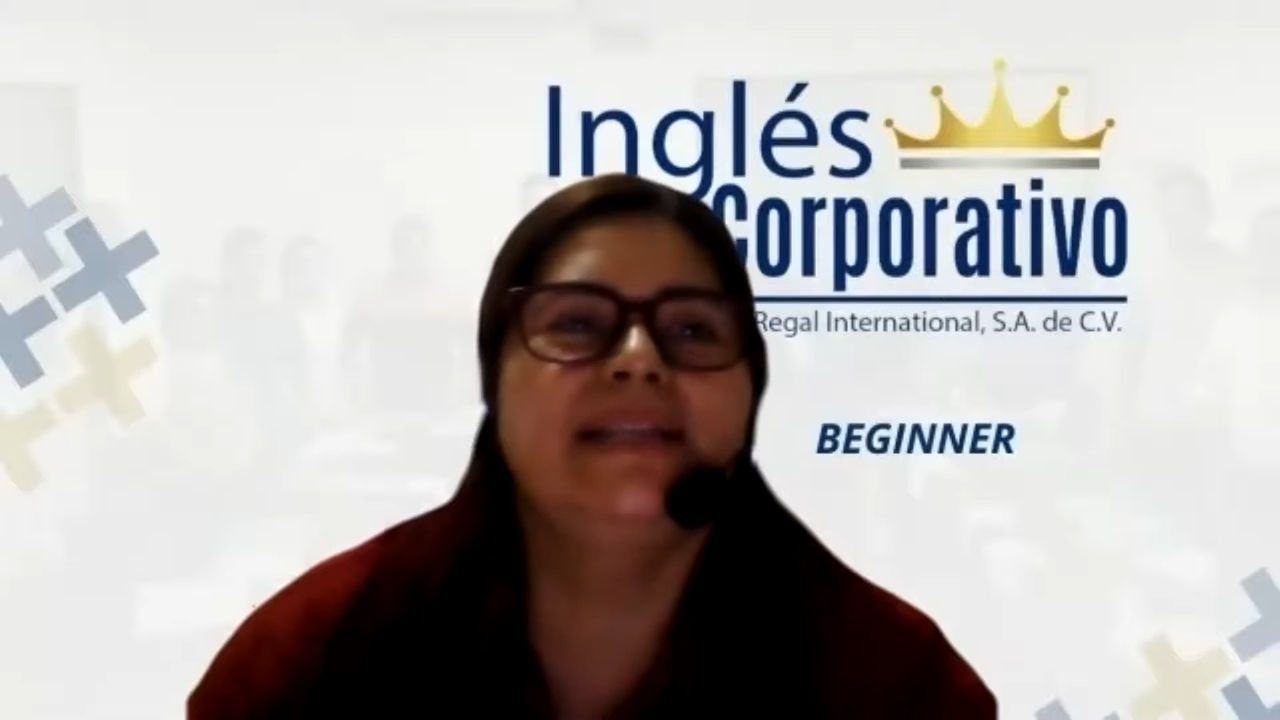 Inglés
Corporativo
Regal International, S.A. de C.V.
BEGINNER